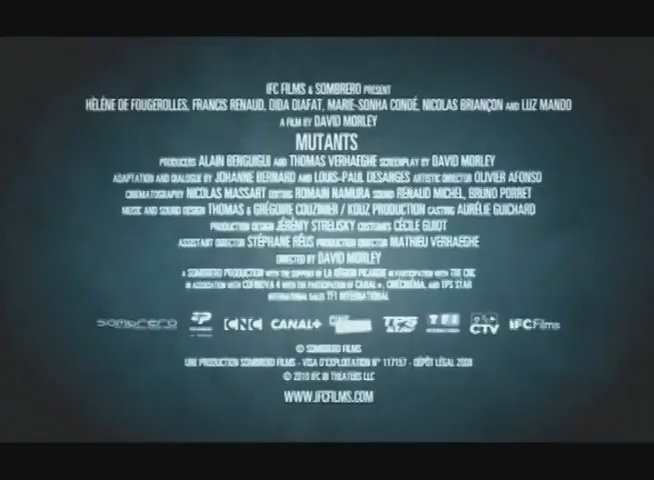 IFC FILMS & SOMBRERO PRESENT
HÉLÈNE DE FOUGEROLLES, FRANCIS RENAUD, DIDA DIAFAT, MARIE-SOHNA CONDÉ, NICOLAS BRIANÇON AND LUZ MANDO
A FILM BY DAVID MORLEY
MUTANTS
PRODUCERS ALAIN BENGUIGUI AND THOMAS VERHAEGHE SCREENPLAY BY DAVID MORLEY
ADAPTATION AND DIALOGUE BY JOHANNE BERNARD AND LOUIS-PAUL DESANGES ARTISTIC DIRECTOR OLIVIER AFONSO
CINEMATOGRAPHY NICOLAS MASSART EDITING ROMAIN NAMURA SOUND RENAUD MICHEL, BRUNO PORRET
MUSIC AND SOUND DESIGN THOMAS & GRÉGOIRE COUZINIER / KOUZ PRODUCTION CASTING AURÉLIE GUICHARD
PRODUCTION DESIGN JÉRÉMY STRELISKY COSTUMES CÉCILE GUIOT
ASSISTANT DIRECTOR STÉPHANE RÉUS PRODUCTION DIRECTOR MATHIEU VERHAEGHE
DIRECTED BY DAVID MORLEY
A SOMBRERO PRODUCTION WITH THE SUPPORT OF LA RÉGION PICARDIE IN PARTICIPATION WITH THE CNC
IN ASSOCIATION WITH COFINOVA 4 WITH THE PARTICIPATION OF CANAL+, CINÉCINÉMA, AND TPS STAR
INTERNATIONAL SALES TF1 INTERNATIONAL
SOMBRERO CNC CANAL+ TPS STAR TF1 CTV IFC Films
© SOMBRERO FILMS
UNE PRODUCTION SOMBRERO FILMS - VISA D'EXPLOITATION N° 117157 - DÉPÔT LÉGAL 2008
© 2010 IFC IN THEATERS LLC
WWW.IFCFILMS.COM